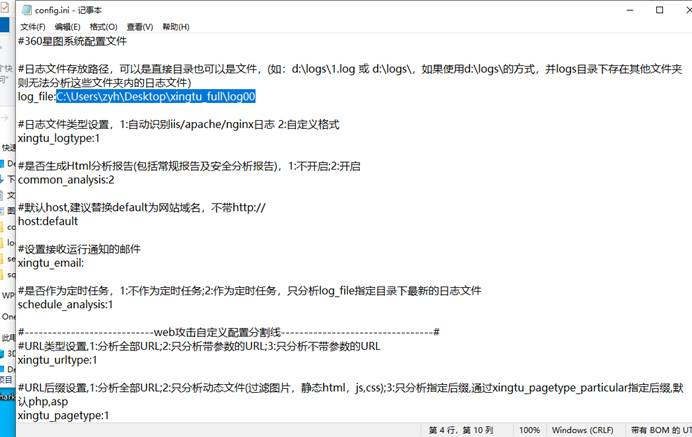 config.ini - 记事本
文件(F) 编辑(E) 格式(O) 查看(V) 帮助(H)
#360星图系统配置文件
#日志文件存放路径，可以是直接目录也可以是文件，(如：d:\logs\1.log 或 d:\logs\，如果使用d:\logs\的方式，并logs目录下存在其他文件夹
则无法分析这些文件夹内的日志文件)
log_file:C:\Users\zyh\Desktop\xingtu_full\log00
#日志文件类型设置，1:自动识别iis/apache/nginx日志 2:自定义格式
xingtu_logtype:1
#是否生成Html分析报告(包括常规报告及安全分析报告)，1:不开启;2:开启
common_analysis:2
#默认host,建议替换default为网站域名，不带http://
host:default
#设置接收运行通知的邮件
xingtu_email:
#是否作为定时任务，1:不作为定时任务;2:作为定时任务，只分析log_file指定目录下最新的日志文件
schedule_analysis:1
#----------------------------web攻击自定义配置分割线---------------------------------#
#URL类型设置,1:分析全部URL;2:只分析带参数的URL;3:只分析不带参数的URL
xingtu_urltype:1
#URL后缀设置,1:分析全部URL;2:只分析动态文件(过滤图片，静态html，js,css);3:只分析指定后缀,通过xingtu_pagetype_particular指定后缀,默
认php,asp
xingtu_pagetype:1
第 4 行，第 10 列 100% Windows (CRLF) 带有 BOM 的 UT
快速
De
下
文
图
co
lo
se
sq
WP
One
此电
3D
De
项目
mark